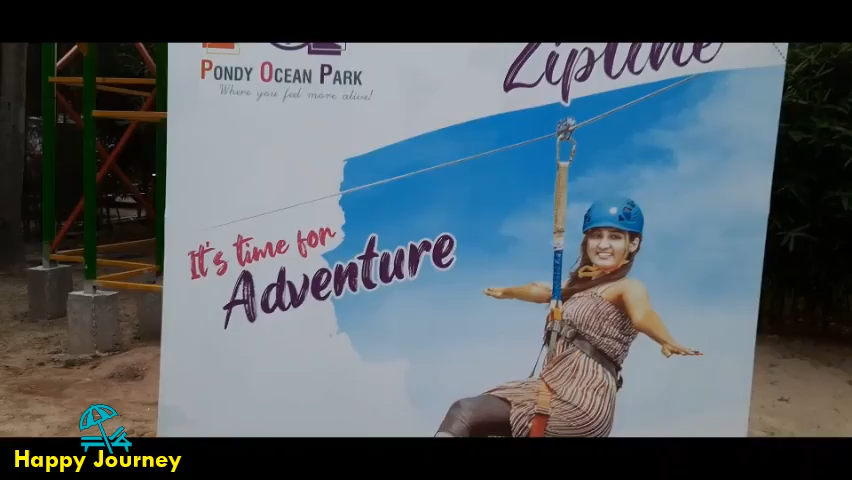 Zipline
PONDY OCEAN PARK
Where you feel more alive!
It's time for
Adventure
Happy Journey